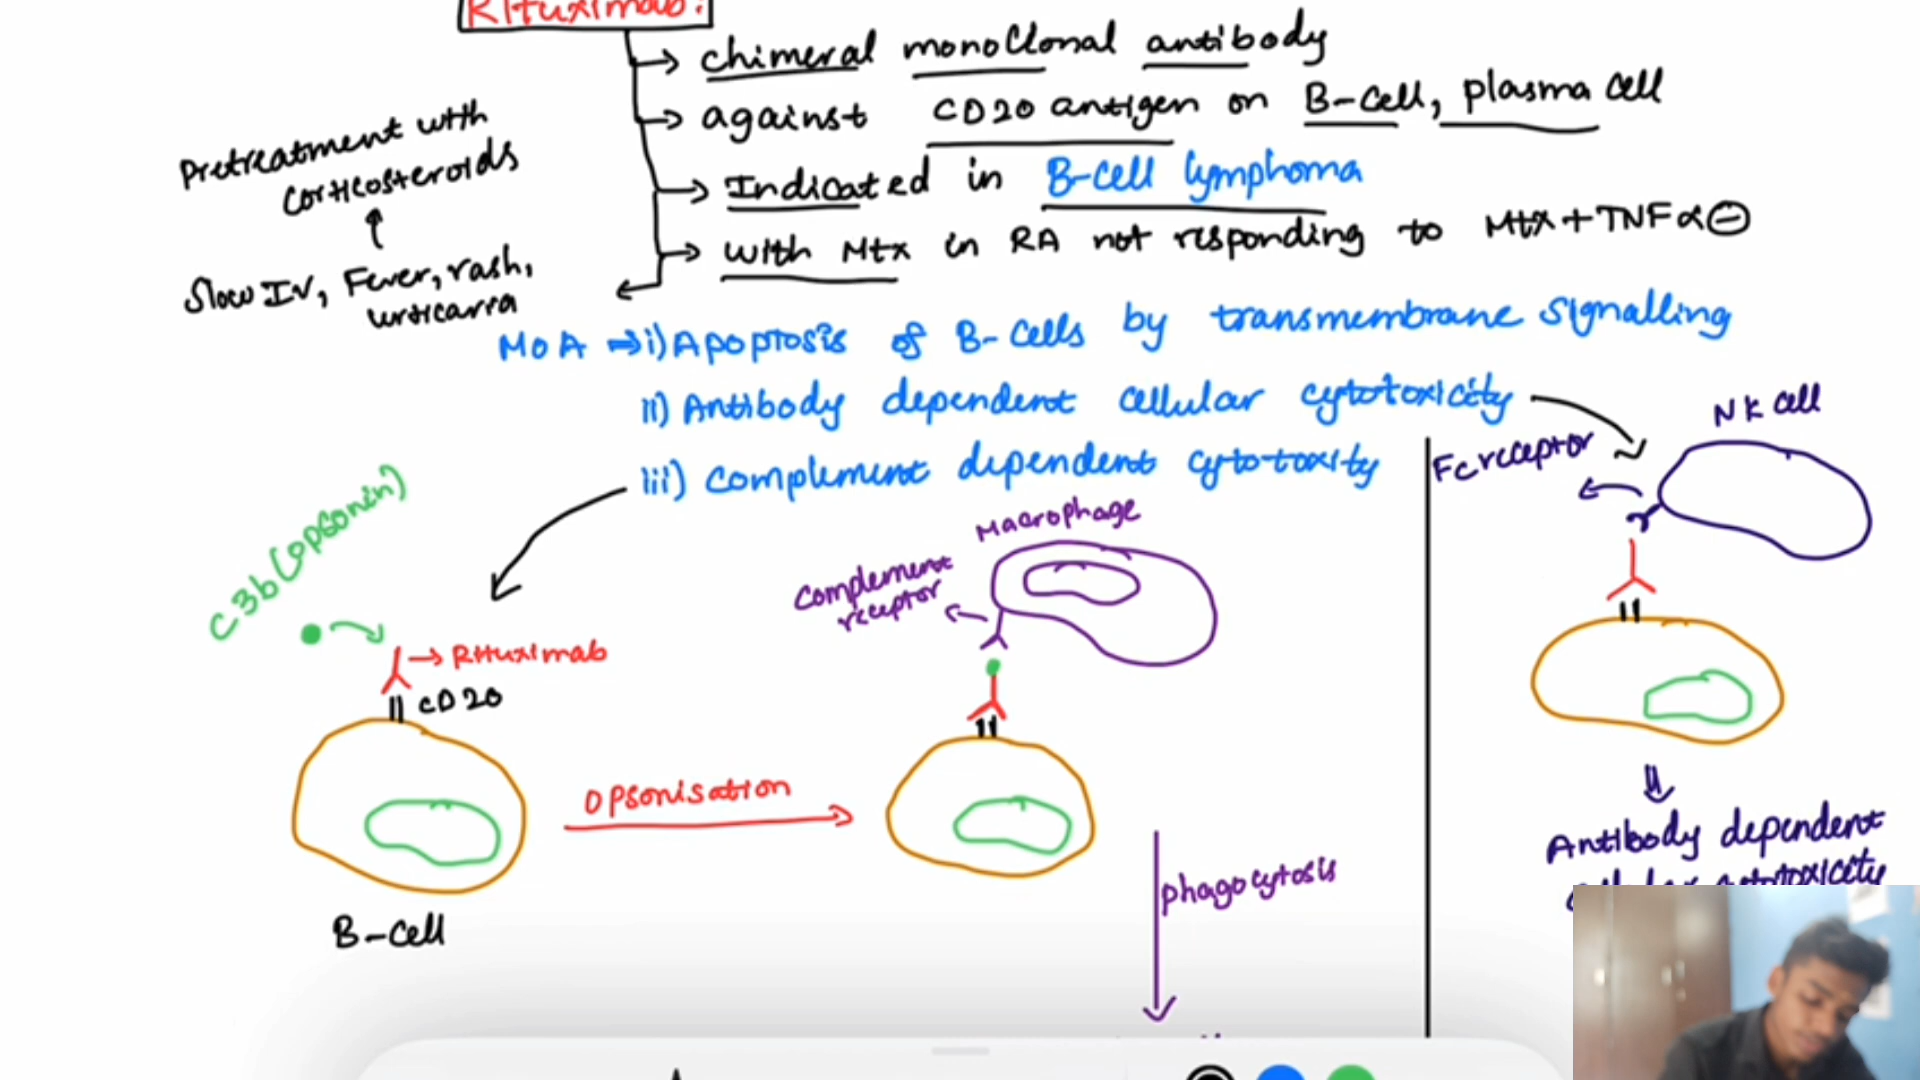 Rituximab:
chimeral monoclonal antibody
against CD20 antigen on B-cell, plasma cell
Indicated in B-cell lymphoma
with Mtx in RA not responding to Mtx+TNFα⊖
Pretreatment with
corticosteroids
Slow IV, Fever, rash,
urticaria
MOA ⇒ i) Apoptosis of B-cells by transmembrane signalling
ii) Antibody dependent cellular cytotoxicity
iii) complement dependent cytotoxity
NK cell
Fc receptor
C3b (opsonin)
Macrophage
Complement
receptor
Rituximab
CD20
opsonisation
B-cell
phagocytosis
Antibody dependent
cellular cytotoxicity